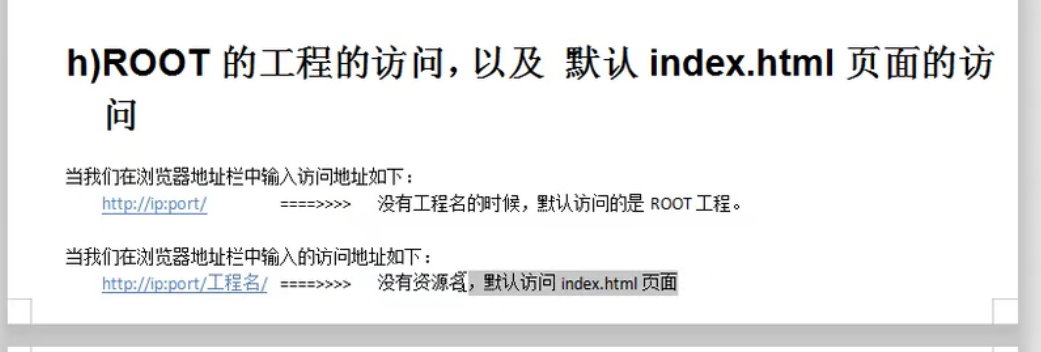 h)ROOT 的工程的访问，以及 默认 index.html 页面的访
问
当我们在浏览器地址栏中输入访问地址如下：
http://ip:port/ ====>>>> 没有工程名的时候，默认访问的是 ROOT 工程。
当我们在浏览器地址栏中输入的访问地址如下：
http://ip:port/工程名/ ====>>>> 没有资源名，默认访问 index.html 页面